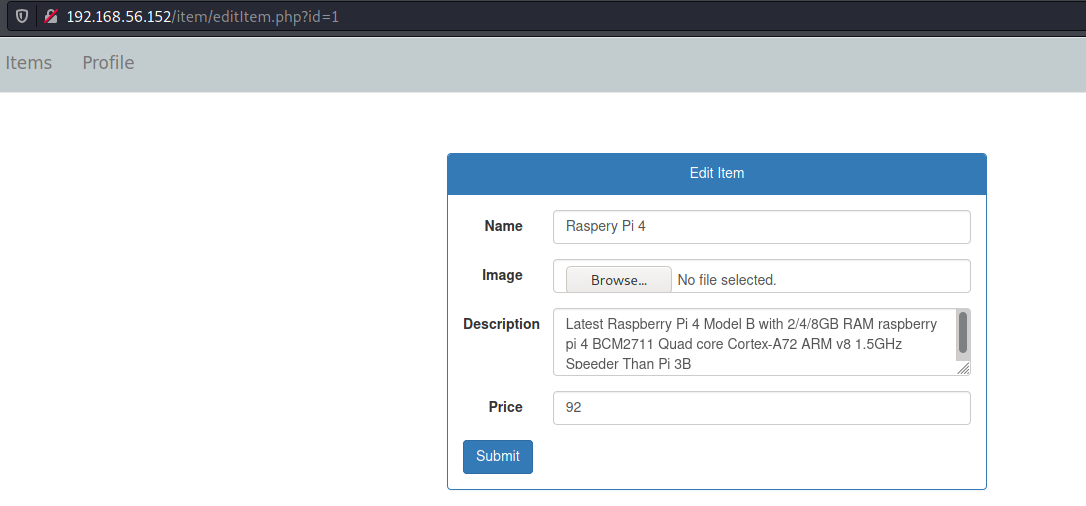 192.168.56.152/item/editItem.php?id=1
Items Profile
Edit Item
Name Raspery Pi 4
Image Browse... No file selected.
Description Latest Raspberry Pi 4 Model B with 2/4/8GB RAM raspberry
pi 4 BCM2711 Quad core Cortex-A72 ARM v8 1.5GHz
Speeder Than Pi 3B
Price 92
Submit